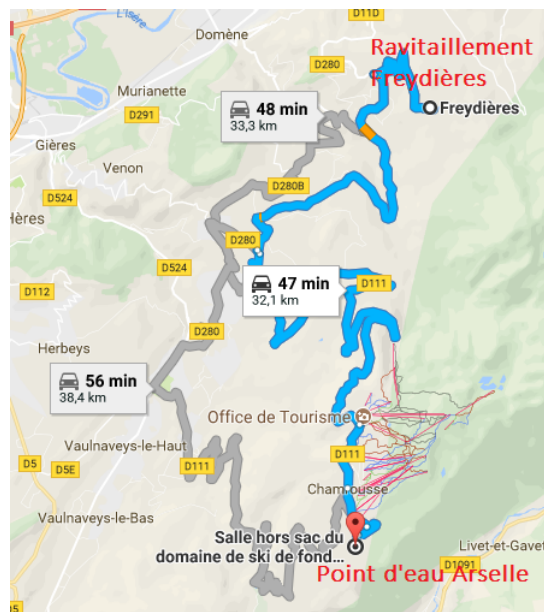 L'Isère
D11D
Domène
Ravitaillement
Freydières
D280
Murianette
Freydières
D291
48 min
33,3 km
Gières
Venon
D280B
D524
Hères
D280
D524
47 min
32,1 km
D111
D112
D280
Herbeys
56 min
38,4 km
Office de Tourisme
Vaulnaveys-le-Haut
D111
D111
D5
D5E
Chamrousse
Vaulnaveys-le-Bas
Salle hors sac du
domaine de ski de fond...
Livet-et-Gavet
D1091
Point d'eau Arselle